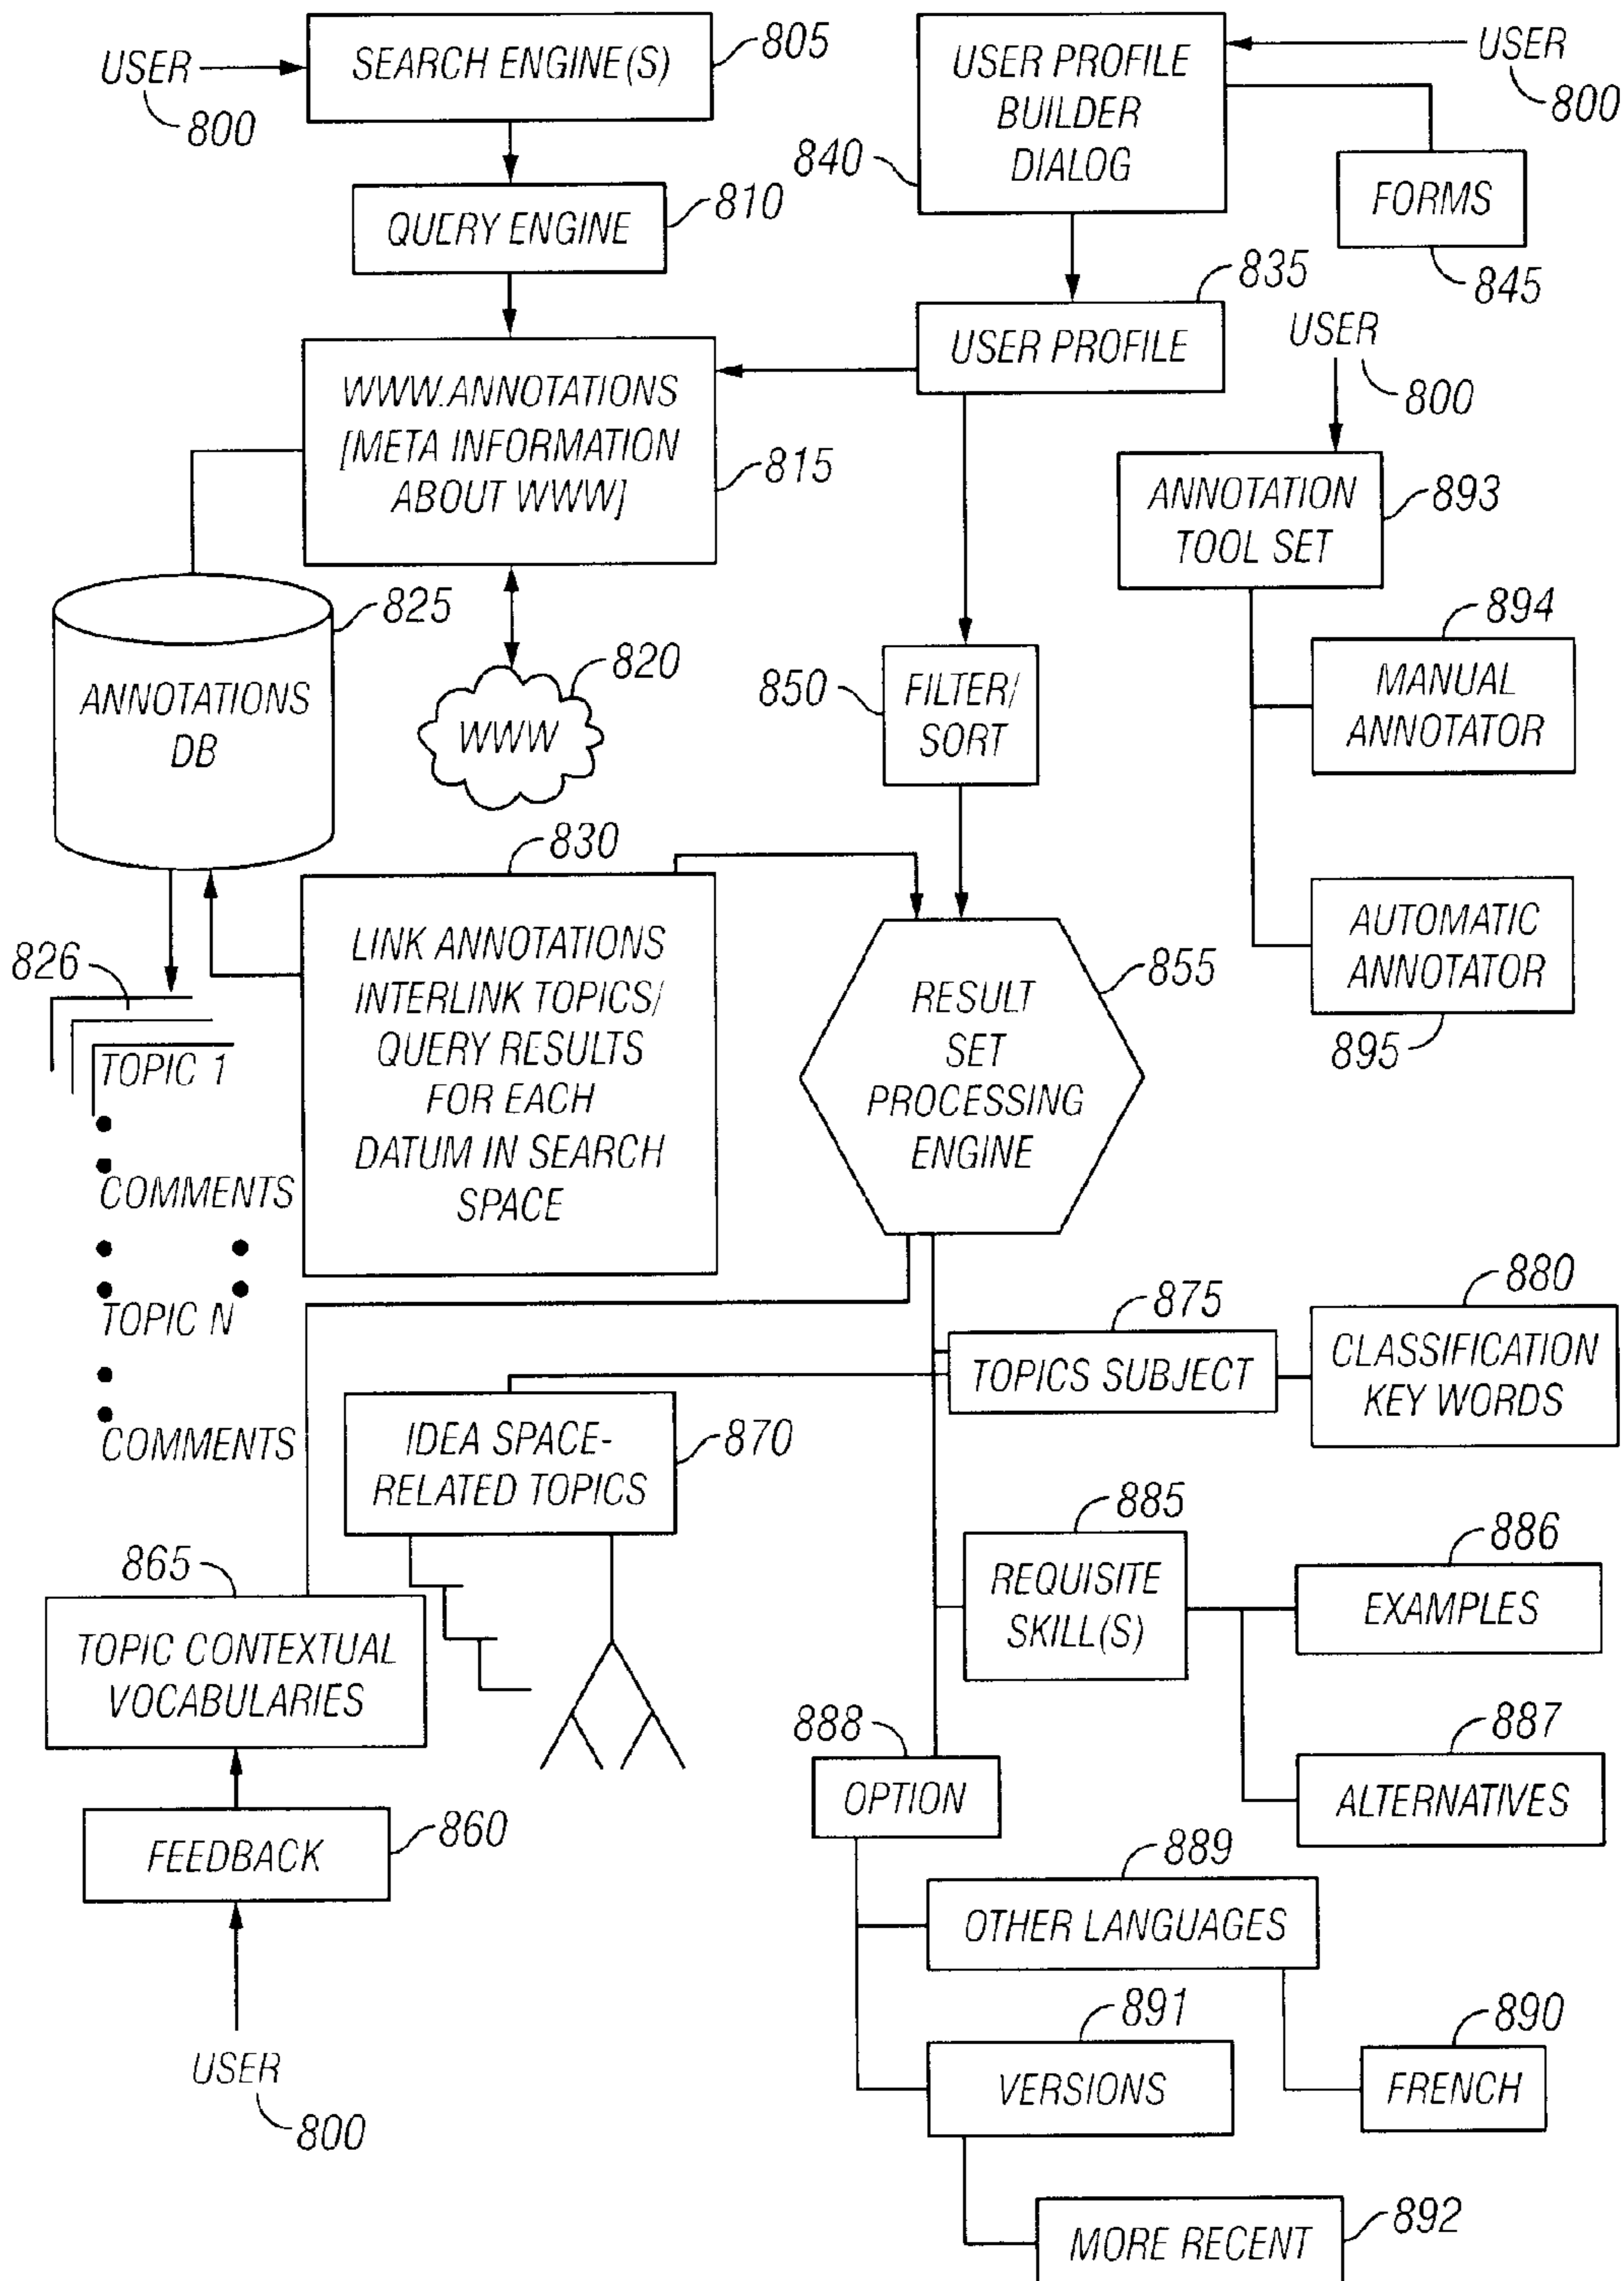 USER
800
SEARCH ENGINE(S)
805
QUERY ENGINE
810
WWW.ANNOTATIONS
[META INFORMATION
ABOUT WWW]
815
WWW
820
ANNOTATIONS
DB
825
826
TOPIC 1
COMMENTS
TOPIC N
COMMENTS
830
LINK ANNOTATIONS
INTERLINK TOPICS/
QUERY RESULTS
FOR EACH
DATUM IN SEARCH
SPACE
USER PROFILE
BUILDER
DIALOG
840
USER
800
FORMS
845
835
USER PROFILE
USER
800
ANNOTATION
TOOL SET
893
894
MANUAL
ANNOTATOR
AUTOMATIC
ANNOTATOR
895
850
FILTER/
SORT
RESULT
SET
PROCESSING
ENGINE
855
875
TOPICS SUBJECT
880
CLASSIFICATION
KEY WORDS
IDEA SPACE-
RELATED TOPICS
870
865
TOPIC CONTEXTUAL
VOCABULARIES
FEEDBACK
860
USER
800
885
REQUISITE
SKILL(S)
886
EXAMPLES
887
ALTERNATIVES
888
OPTION
889
OTHER LANGUAGES
890
FRENCH
891
VERSIONS
892
MORE RECENT